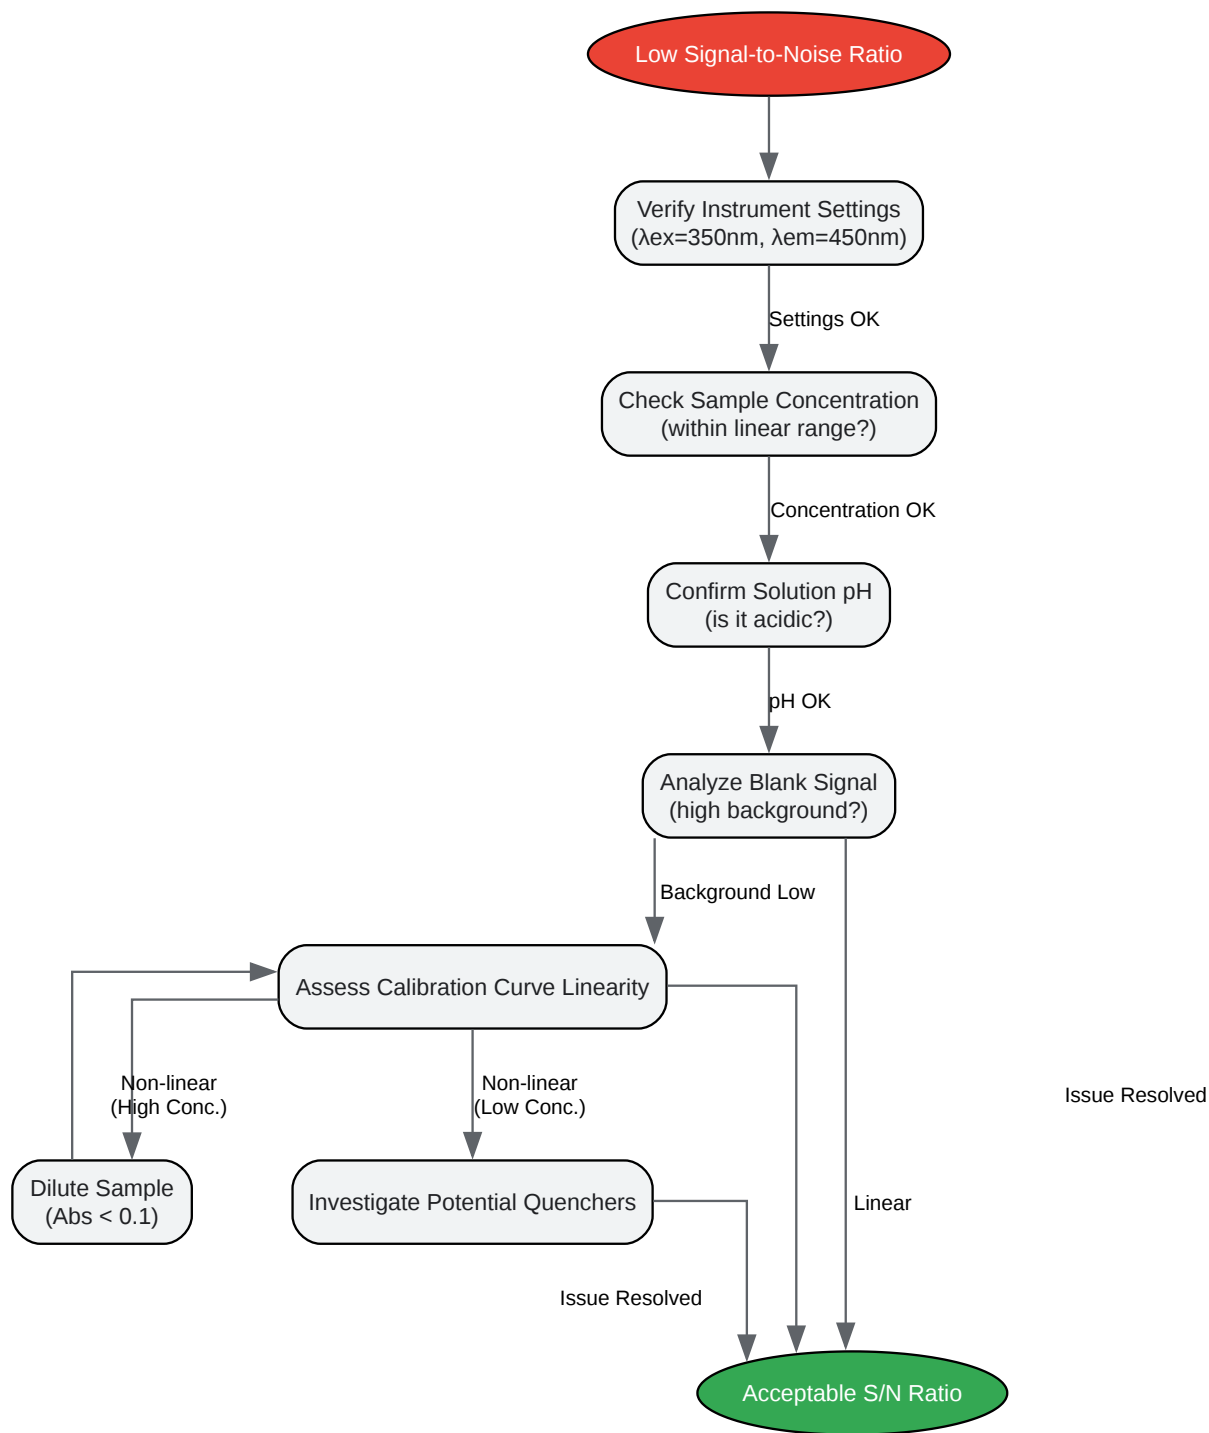 Low Signal-to-Noise Ratio
Verify Instrument Settings
(λex=350nm, λem=450nm)
Settings OK
Check Sample Concentration
(within linear range?)
Concentration OK
Confirm Solution pH
(is it acidic?)
pH OK
Analyze Blank Signal
(high background?)
Background Low
Assess Calibration Curve Linearity
Non-linear
(High Conc.)
Non-linear
(Low Conc.)
Issue Resolved
Dilute Sample
(Abs < 0.1)
Investigate Potential Quenchers
Linear
Issue Resolved
Acceptable S/N Ratio